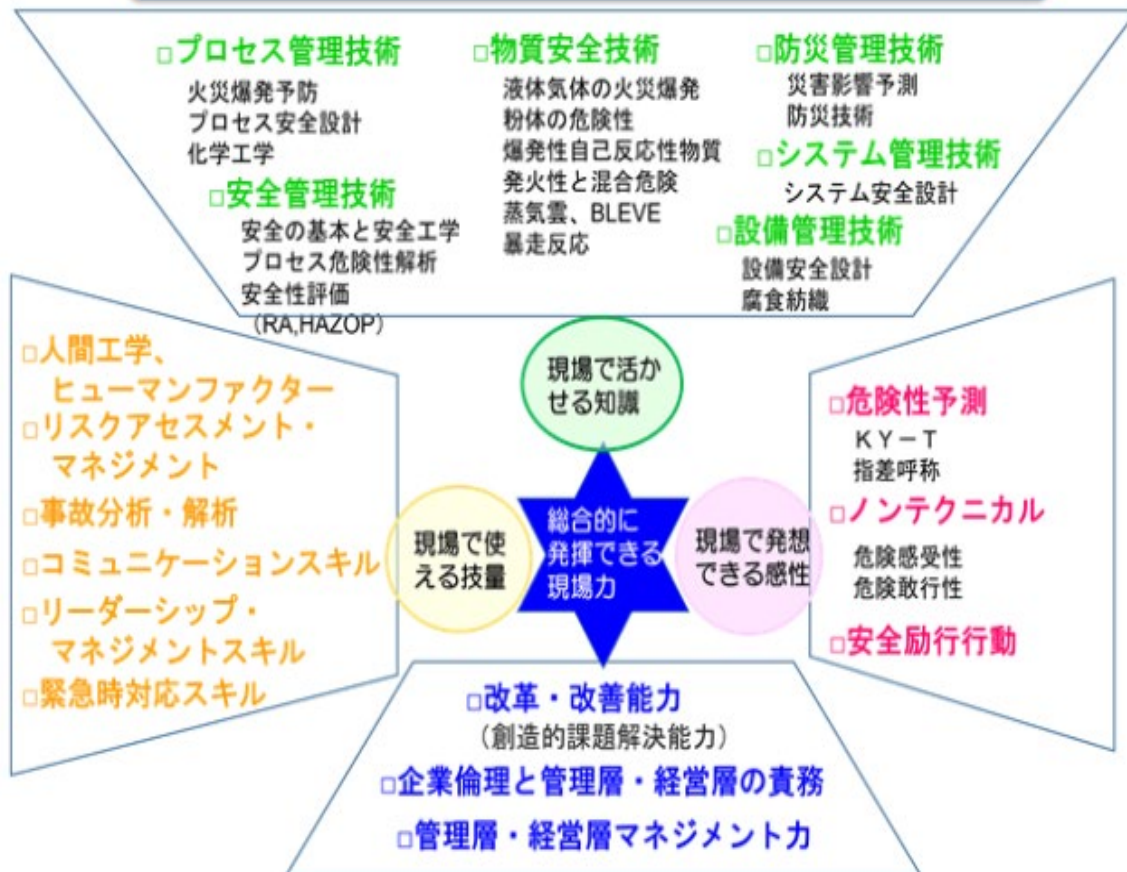 □プロセス管理技術
火災爆発予防
プロセス安全設計
化学工学
□安全管理技術
安全の基本と安全工学
プロセス危険性解析
安全性評価
（RA,HAZOP）
□物質安全技術
液体気体の火災爆発
粉体の危険性
爆発性自己反応性物質
発火性と混合危険
蒸気雲、BLEVE
暴走反応
□防災管理技術
災害影響予測
防災技術
□システム管理技術
システム安全設計
□設備管理技術
設備安全設計
腐食紡織
□人間工学、
ヒューマンファクター
□リスクアセスメント・
マネジメント
□事故分析・解析
□コミュニケーションスキル
□リーダーシップ・
マネジメントスキル
□緊急時対応スキル
現場で活か
せる知識
現場で使
える技量
総合的に
発揮できる
現場力
現場で発想
できる感性
□危険性予測
ＫＹ－Ｔ
指差呼称
□ノンテクニカル
危険感受性
危険敢行性
□安全励行行動
□改革・改善能力
（創造的課題解決能力）
□企業倫理と管理層・経営層の責務
□管理層・経営層マネジメント力